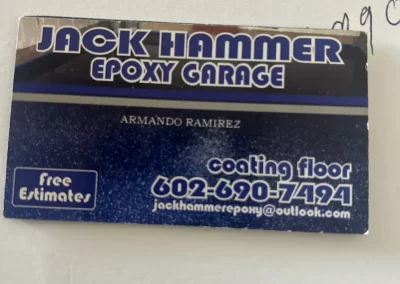 JACK HAMMER
EPOXY GARAGE
ARMANDO RAMIREZ
coating floor
Free
Estimates
602-690-7494
jackhammerepoxy@outlook.com